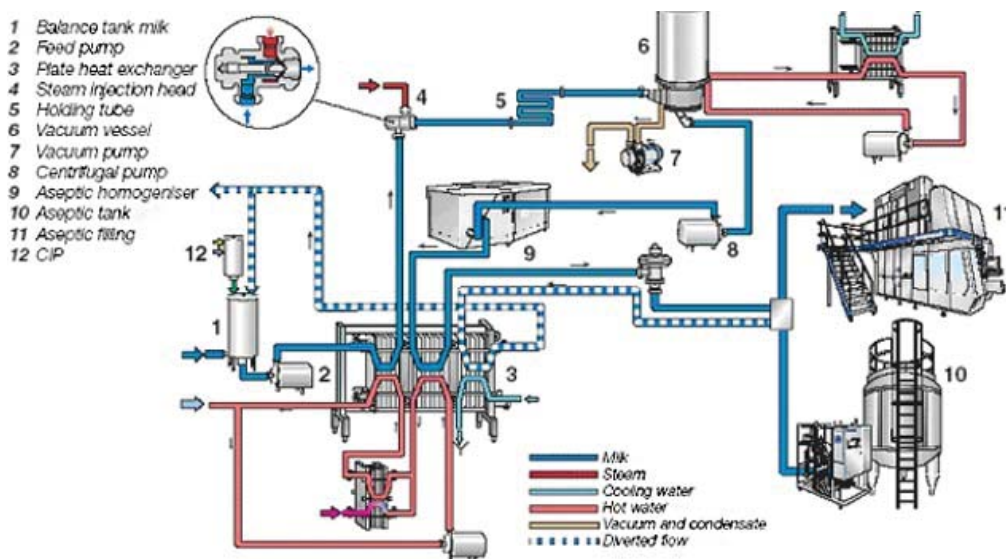 1 Balance tank milk
2 Feed pump
3 Plate heat exchanger
4 Steam injection head
5 Holding tube
6 Vacuum vessel
7 Vacuum pump
8 Centrifugal pump
9 Aseptic homogeniser
10 Aseptic tank
11 Aseptic filling
12 CIP
6
4
5
7
1
12
9
8
1
2
3
10
Milk
Steam
Cooling water
Hot water
Vacuum and condensate
Diverted flow